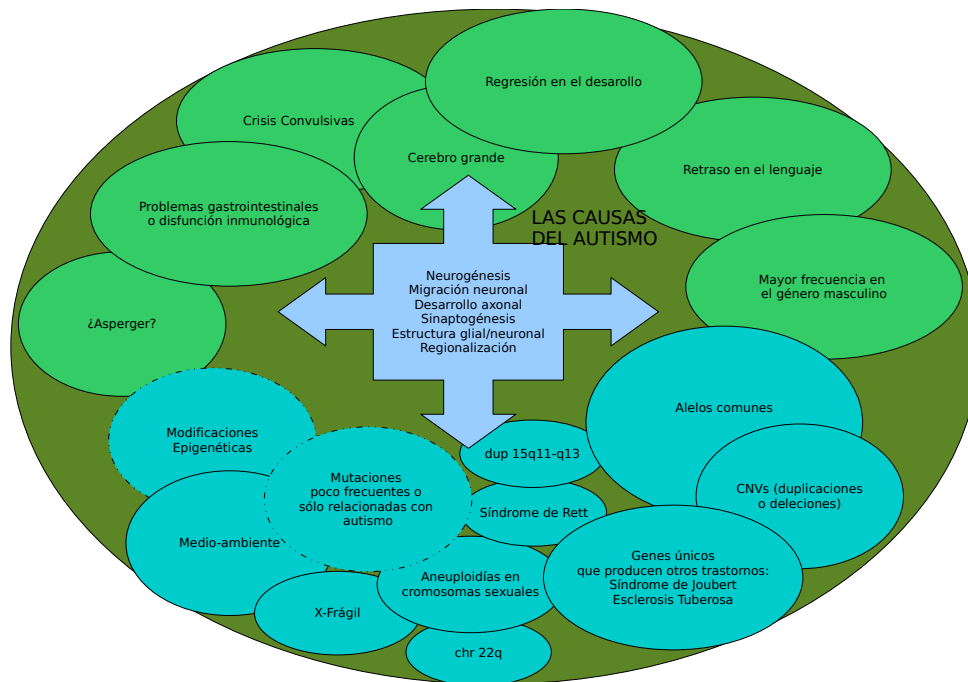 Regresión en el desarollo
Crisis Convulsivas
Cerebro grande
Retraso en el lenguaje
Problemas gastrointestinales
o disfunción inmunológica
LAS CAUSAS
DEL AUTISMO
Mayor frecuencia en
el género masculino
¿Asperger?
Neurogénesis
Migración neuronal
Desarrollo axonal
Sinaptogénesis
Estructura glial/neuronal
Regionalización
Alelos comunes
Modificaciones
Epigenéticas
dup 15q11-q13
Mutaciones
poco frecuentes o
sólo relacionadas con
autismo
CNVs (duplicaciones
o deleciones)
Síndrome de Rett
Medio-ambiente
Genes únicos
que producen otros trastornos:
Síndrome de Joubert
Esclerosis Tuberosa
Aneuploidías en
cromosomas sexuales
X-Frágil
chr 22q